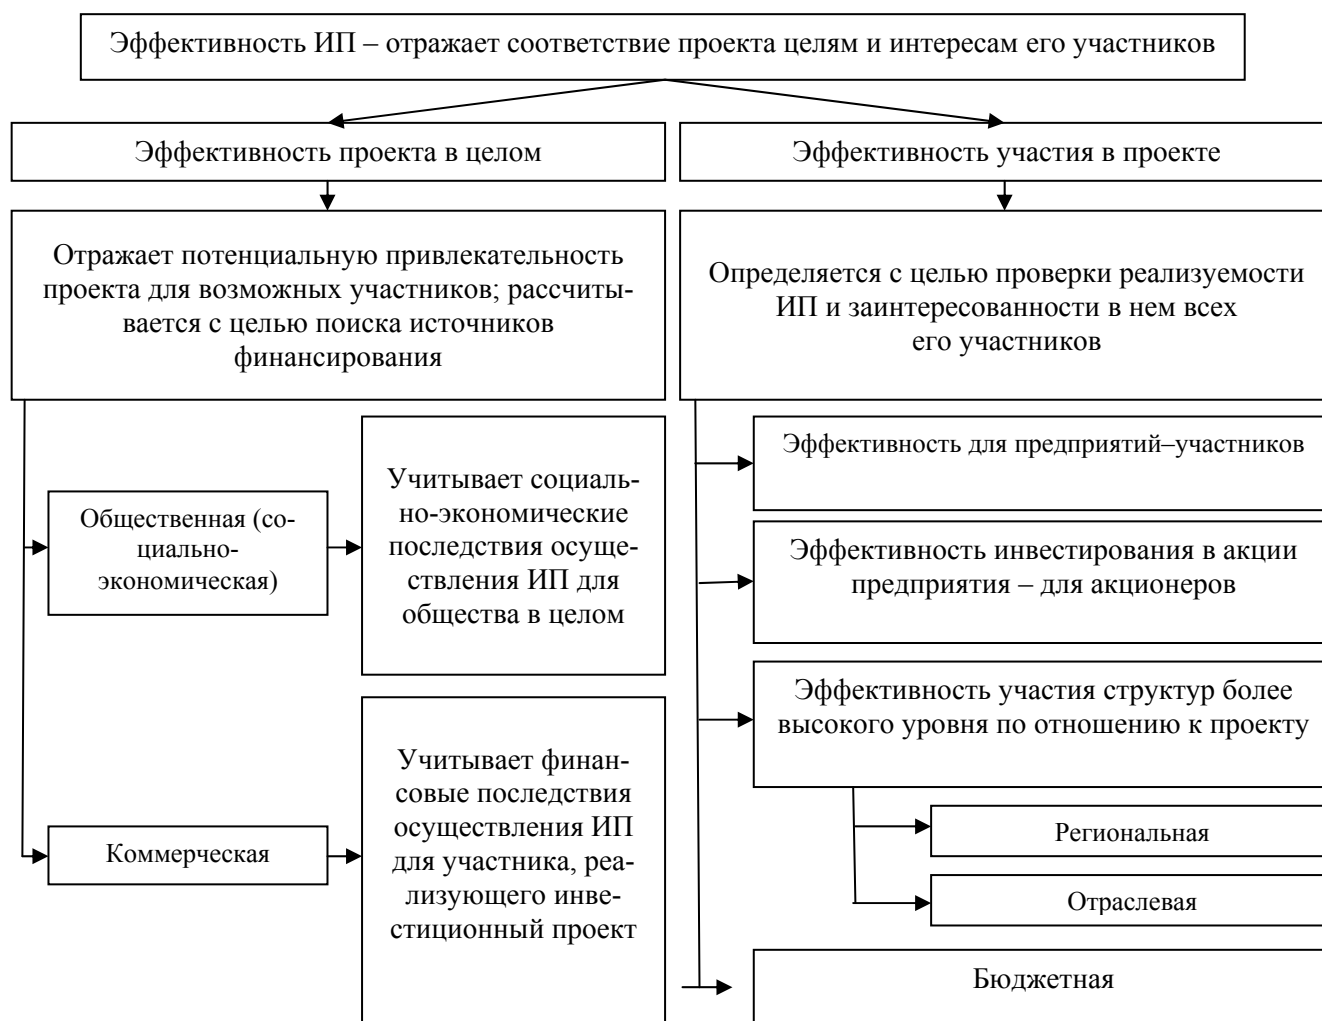 Эффективность ИП – отражает соответствие проекта целям и интересам его участников
Эффективность проекта в целом
Эффективность участия в проекте
Отражает потенциальную привлекательность
проекта для возможных участников; рассчиты-
вается с целью поиска источников
финансирования
Определяется с целью проверки реализуемости
ИП и заинтересованности в нем всех
его участников
Общественная (со-
циально-
экономическая)
Учитывает социаль-
но-экономические
последствия осуще-
ствления ИП для
общества в целом
Коммерческая
Учитывает финан-
совые последствия
осуществления ИП
для участника, реа-
лизующего инве-
стиционный проект
Эффективность для предприятий–участников
Эффективность инвестирования в акции
предприятия – для акционеров
Эффективность участия структур более
высокого уровня по отношению к проекту
Региональная
Отраслевая
Бюджетная